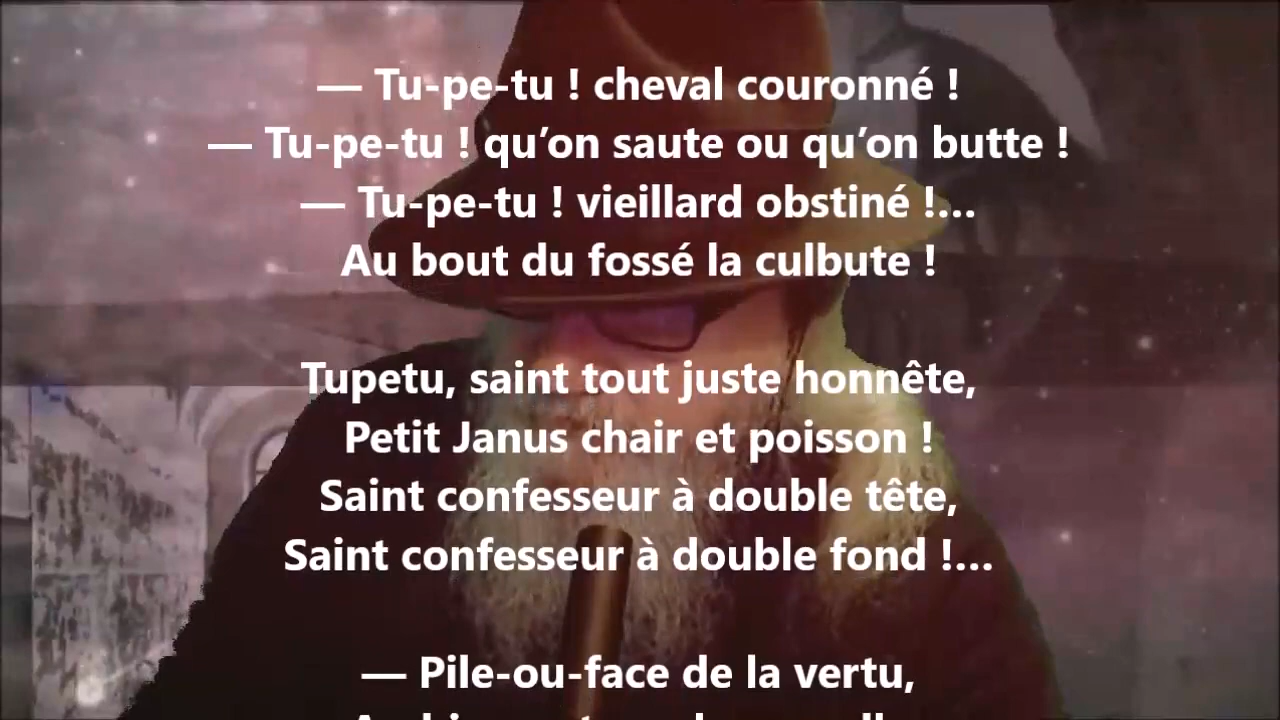 — Tu-pe-tu ! cheval couronné !
— Tu-pe-tu ! qu’on saute ou qu’on butte !
— Tu-pe-tu ! vieillard obstiné !...
Au bout du fossé la culbute !
Tupetu, saint tout juste honnête,
Petit Janus chair et poisson !
Saint confesseur à double tête,
Saint confesseur à double fond !...
— Pile-ou-face de la vertu,